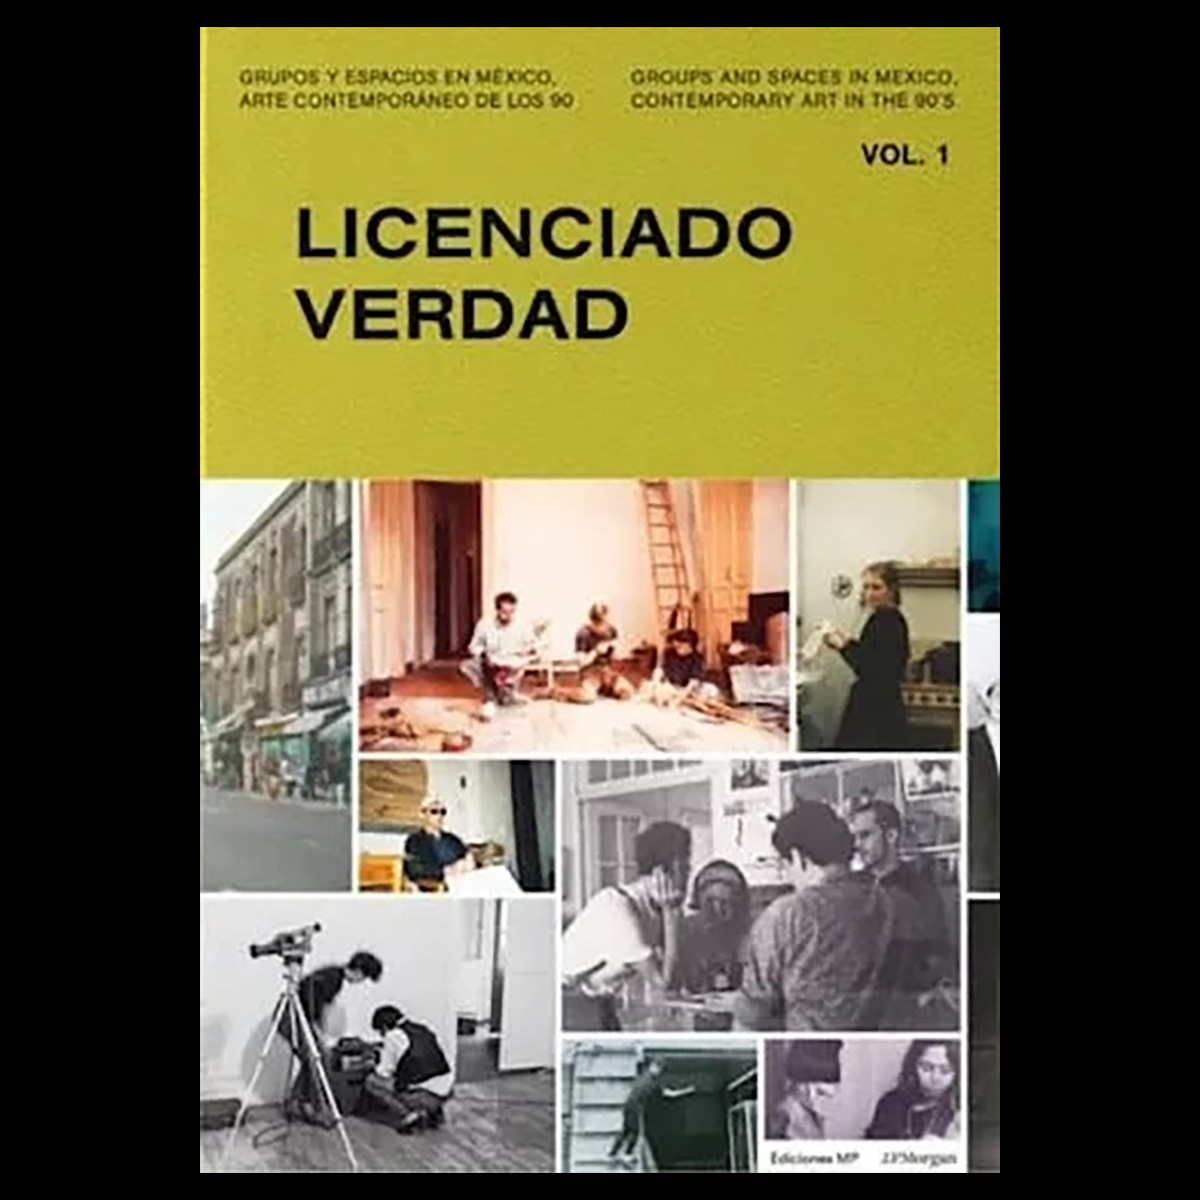 GRUPOS Y ESPACIOS EN MÉXICO,
ARTE CONTEMPORÁNEO DE LOS 90
GROUPS AND SPACES IN MEXICO,
CONTEMPORARY ART IN THE 90'S
VOL. 1
LICENCIADO
VERDAD
Ediciones MP
J.P.Morgan